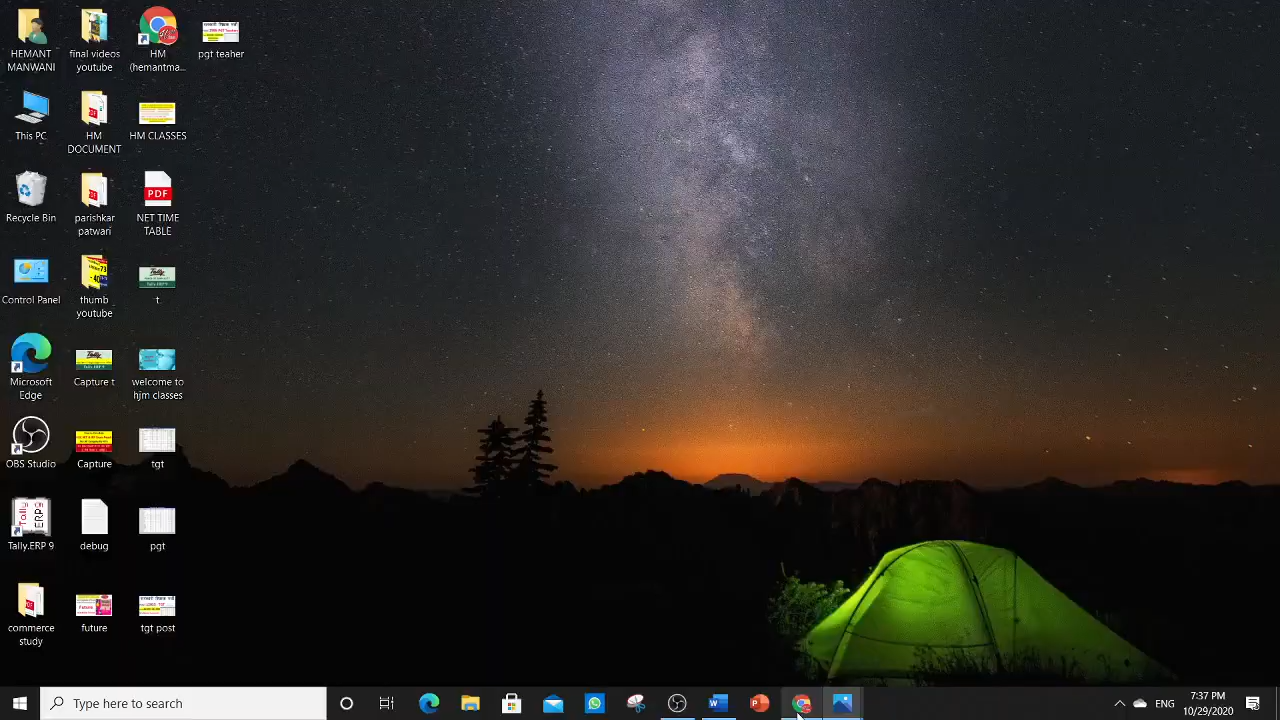 HEMANT
MANWANI
final videos
youtube
HM
(hemantma...
pgt teaher
This PC
HM
DOCUMENT
HM CLASSES
Recycle Bin
parishkar
patwari
PDF
NET TIME
TABLE
Control Panel
thumb
youtube
Tally
t
Microsoft
Edge
Tally
Capture t
welcome to
hjm classes
OBS Studio
Capture
tgt
Tally.ERP 9
debug
pgt
commerce
study
Future
future
tgt post
Type here to search
ENG
7:37 PM
10/29/2020